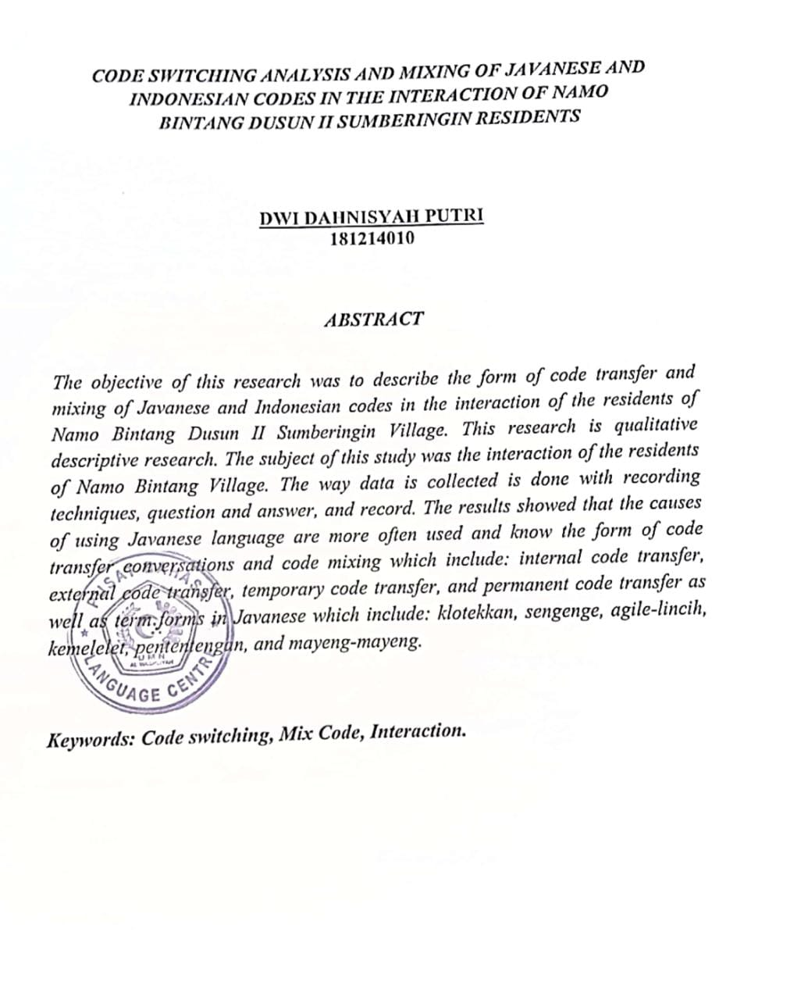 CODE SWITCHING ANALYSIS AND MIXING OF JAVANESE AND
INDONESIAN CODES IN THE INTERACTION OF NAMO
BINTANG DUSUN II SUMBERINGIN RESIDENTS
DWI DAHNISYAH PUTRI
181214010
ABSTRACT
The objective of this research was to describe the form of code transfer and
mixing of Javanese and Indonesian codes in the interaction of the residents of
Namo Bintang Dusun II Sumberingin Village. This research is qualitative
descriptive research. The subject of this study was the interaction of the residents
of Namo Bintang Village. The way data is collected is done with recording
techniques, question and answer, and record. The results showed that the causes
of using Javanese language are more often used and know the form of code
transfer conversations and code mixing which include: internal code transfer,
external code transfer, temporary code transfer, and permanent code transfer as
well as term forms in Javanese which include: klotekkan, sengenge, agile-lincih,
kemelelet, pententengan, and mayeng-mayeng.
UMN
LANGUAGE CENTRE
Keywords: Code switching, Mix Code, Interaction.